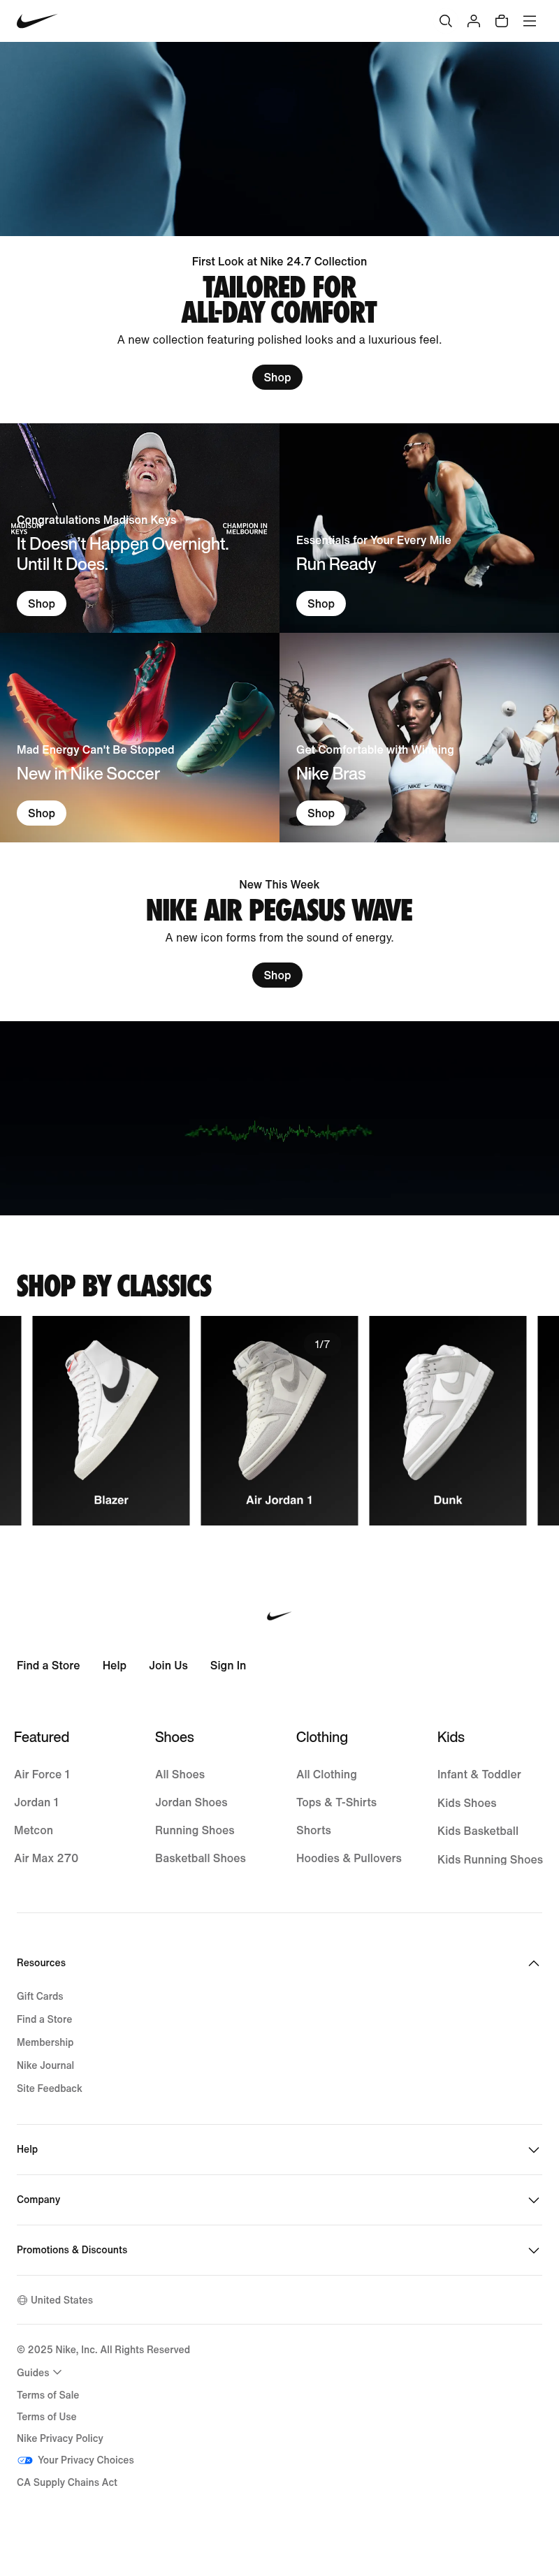 First Look at Nike 24.7 Collection
TAILORED FOR
ALL-DAY COMFORT
A new collection featuring polished looks and a luxurious feel.
Shop
Congratulations Madison Keys
MADISON
KEYS
CHAMPION IN
MELBOURNE
It Doesn't Happen Overnight.
Until It Does.
Shop
Essentials for Your Every Mile
Run Ready
Shop
Mad Energy Can't Be Stopped
New in Nike Soccer
Shop
Get Comfortable with Winning
Nike Bras
NIKE
NIKE
Shop
New This Week
NIKE AIR PEGASUS WAVE
A new icon forms from the sound of energy.
Shop
SHOP BY CLASSICS
1/7
Blazer
Air Jordan 1
Dunk
Find a Store
Help
Join Us
Sign In
Featured
Air Force 1
Jordan 1
Metcon
Air Max 270
Shoes
All Shoes
Jordan Shoes
Running Shoes
Basketball Shoes
Clothing
All Clothing
Tops & T-Shirts
Shorts
Hoodies & Pullovers
Kids
Infant & Toddler
Kids Shoes
Kids Basketball
Kids Running Shoes
Resources
Gift Cards
Find a Store
Membership
Nike Journal
Site Feedback
Help
Company
Promotions & Discounts
United States
© 2025 Nike, Inc. All Rights Reserved
Guides
Terms of Sale
Terms of Use
Nike Privacy Policy
Your Privacy Choices
CA Supply Chains Act